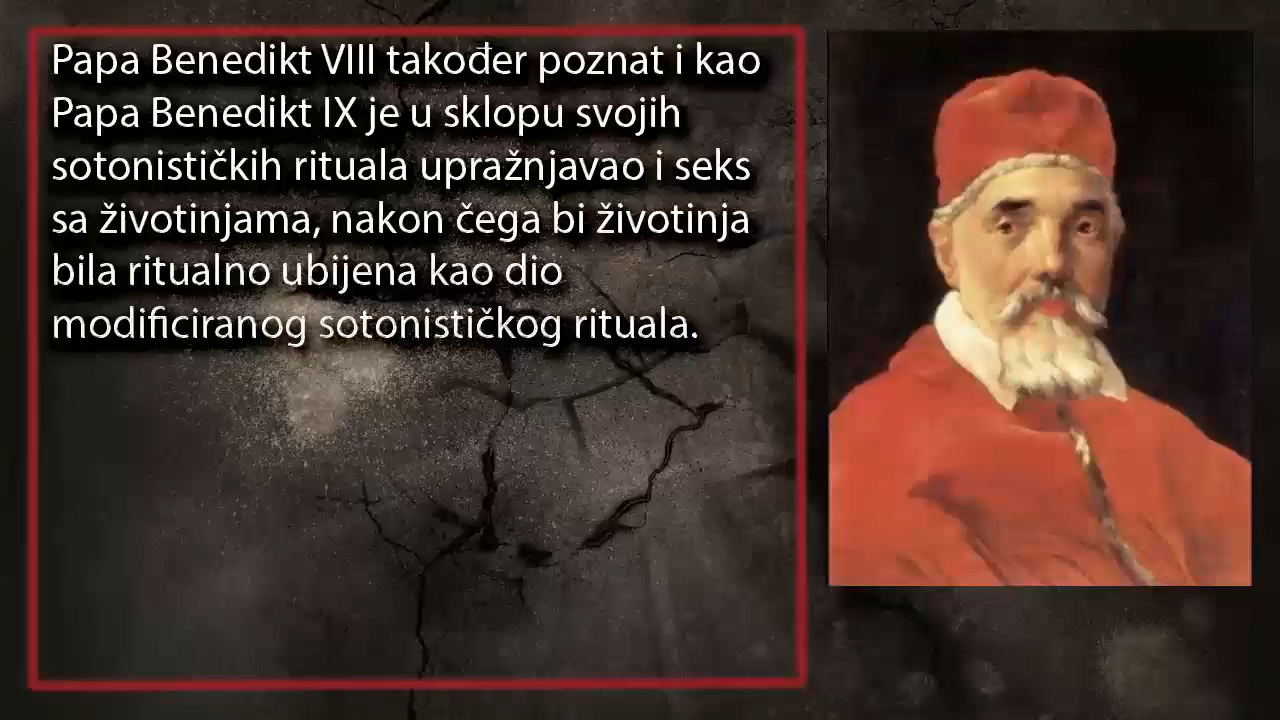 Papa Benedikt VIII također poznat i kao
Papa Benedikt IX je u sklopu svojih
sotonističkih rituala upražnjavao i seks
sa životinjama, nakon čega bi životinja
bila ritualno ubijena kao dio
modificiranog sotonističkog rituala.